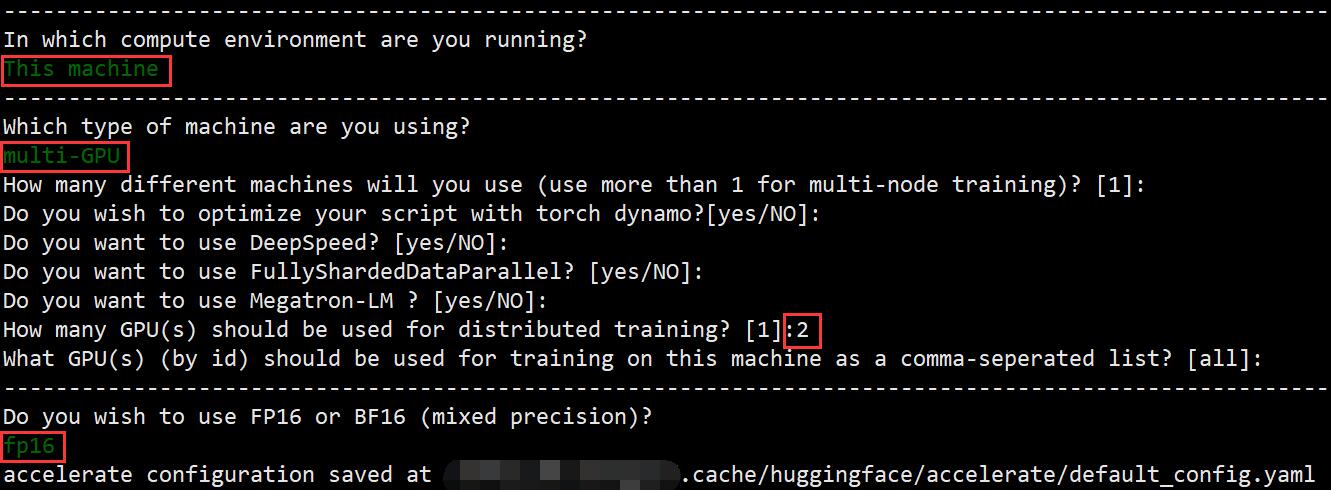 In which compute environment are you running?
This machine
Which type of machine are you using?
multi-GPU
How many different machines will you use (use more than 1 for multi-node training)? [1]:
Do you wish to optimize your script with torch dynamo?[yes/NO]:
Do you want to use DeepSpeed? [yes/NO]:
Do you want to use FullyShardedDataParallel? [yes/NO]:
Do you want to use Megatron-LM ? [yes/NO]:
How many GPU(s) should be used for distributed training? [1]:2
What GPU(s) (by id) should be used for training on this machine as a comma-seperated list? [all]:
Do you wish to use FP16 or BF16 (mixed precision)?
fp16
accelerate configuration saved at .cache/huggingface/accelerate/default_config.yaml